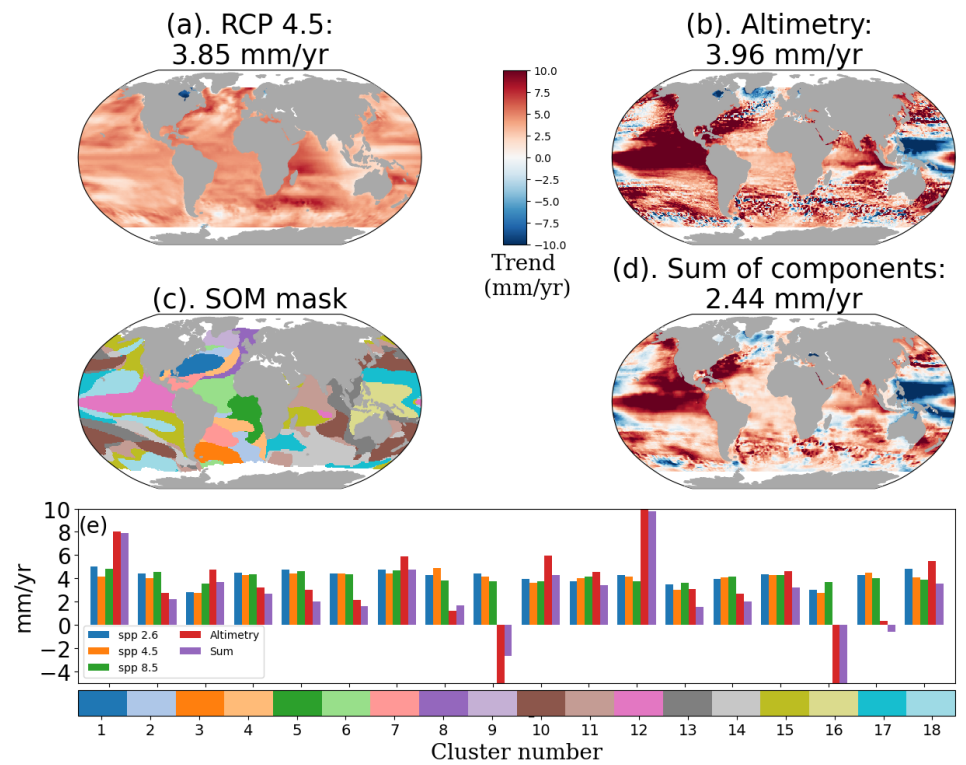 (a). RCP 4.5:
3.85 mm/yr
(b). Altimetry:
3.96 mm/yr
10.0
7.5
5.0
2.5
0.0
−2.5
−5.0
−7.5
−10.0
Trend
(mm/yr)
(c). SOM mask
(d). Sum of components:
2.44 mm/yr
(e)
mm/yr
10
8
6
4
2
0
−2
−4
spp 2.6
spp 4.5
spp 8.5
Altimetry
Sum
1 2 3 4 5 6 7 8 9 10 11 12 13 14 15 16 17 18
Cluster number